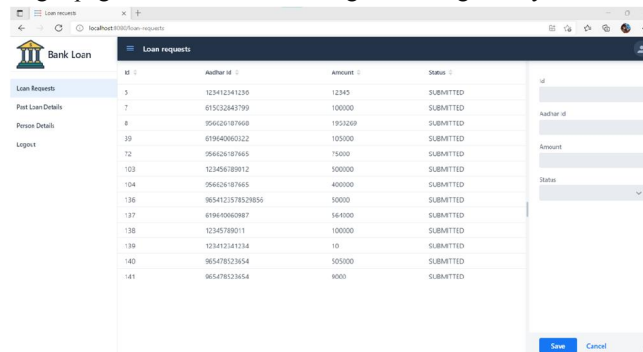 Loan requests
localhost:8080/loan-requests
Bank Loan
Loan requests
Loan Requests
Post Loan Details
Person Details
Logout
Id Aadhar Id Amount Status
5 123412341236 12345 SUBMITTED
7 615032843799 100000 SUBMITTED
8 956626187668 1953269 SUBMITTED
39 619640060322 105000 SUBMITTED
72 956626187665 75000 SUBMITTED
103 123456789012 500000 SUBMITTED
104 956626187665 400000 SUBMITTED
136 9654123578529856 50000 SUBMITTED
137 619640060987 564000 SUBMITTED
138 12345789011 100000 SUBMITTED
139 123412341234 10 SUBMITTED
140 965478523654 505000 SUBMITTED
141 965478523654 9000 SUBMITTED
Id
Aadhar Id
Amount
Status
Save Cancel